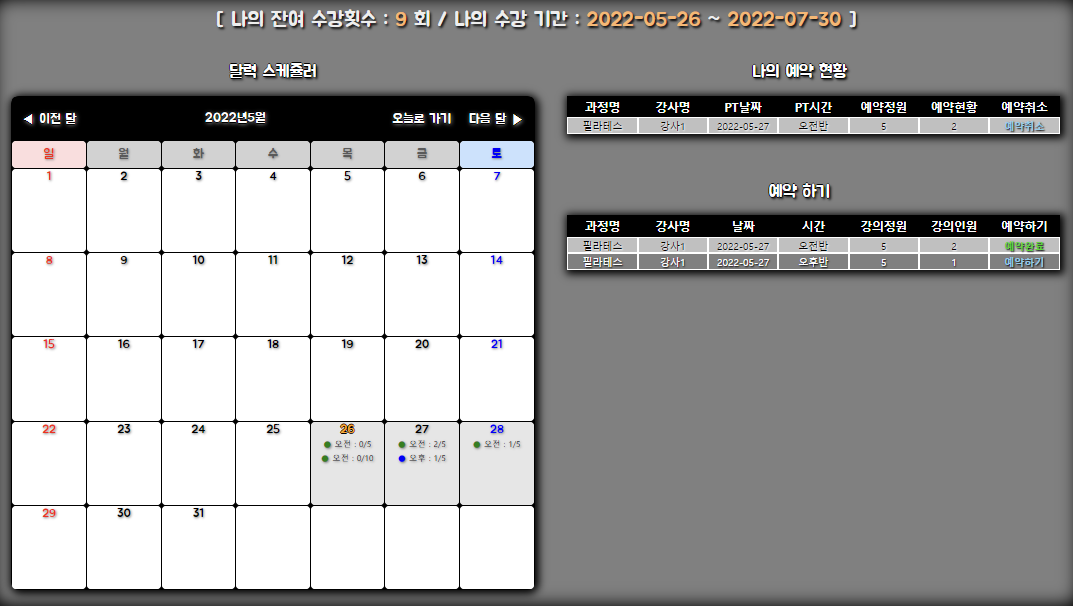 [ 나의 잔여 수강횟수 : 9 회 / 나의 수강 기간 : 2022-05-26 ~ 2022-07-30 ]
달력 스케쥴러
◀ 이전 달 2022년5월 오늘로 가기 다음 달 ▶
일 월 화 수 목 금 토
1 2 3 4 5 6 7
8 9 10 11 12 13 14
15 16 17 18 19 20 21
22 23 24 25 26 27 28
오전 : 0/5 오전 : 2/5 오전 : 1/5
오전 : 0/10 오후 : 1/5
29 30 31
나의 예약 현황
과정명 강사명 PT날짜 PT시간 예약정원 예약현황 예약취소
필라테스 강사1 2022-05-27 오전반 5 2 예약취소
예약 하기
과정명 강사명 날짜 시간 강의정원 강의인원 예약하기
필라테스 강사1 2022-05-27 오전반 5 2 예약완료
필라테스 강사1 2022-05-27 오후반 5 1 예약하기